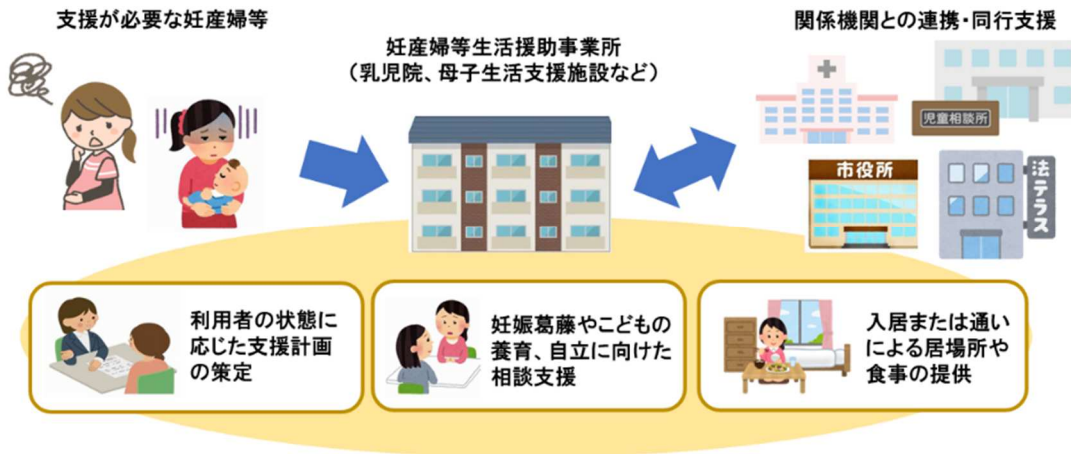 支援が必要な妊産婦等
妊産婦等生活援助事業所
（乳児院、母子生活支援施設など）
関係機関との連携・同行支援
児童相談所
市役所
法テラス
利用者の状態に
応じた支援計画
の策定
妊娠葛藤やこどもの
養育、自立に向けた
相談支援
入居または通い
による居場所や
食事の提供